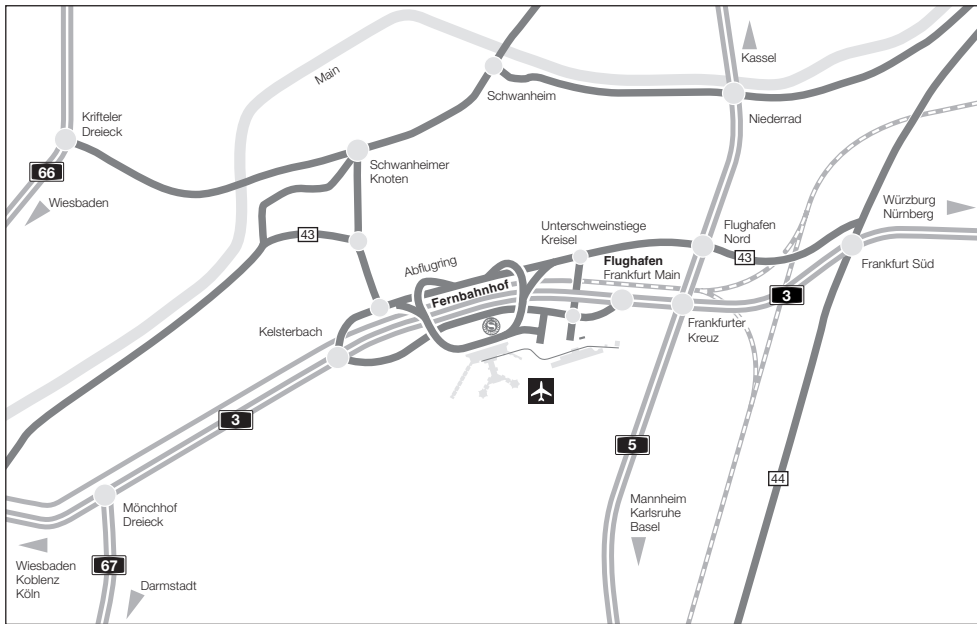 Main
Kassel
Krifteler
Dreieck
Schwanheim
Niederrad
66
Wiesbaden
Schwanheimer
Knoten
Würzburg
Nürnberg
43
Unterschweinstiege
Kreisel
Flughafen
Nord
43
Frankfurt Süd
Abflugring
Flughafen
Frankfurt Main
Fernbahnhof
3
Kelsterbach
Frankfurter
Kreuz
3
5
44
Mönchhof
Dreieck
Mannheim
Karlsruhe
Basel
Wiesbaden
Koblenz
Köln
67
Darmstadt